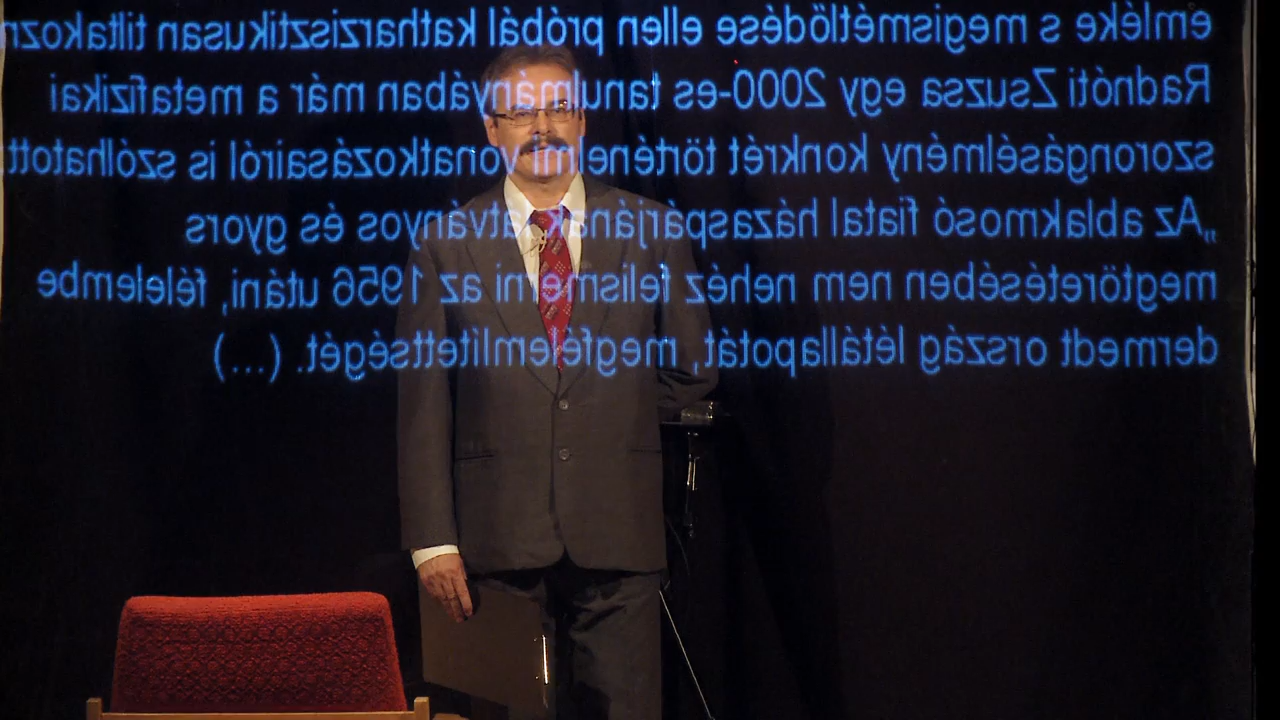 emléke s megismétlődése ellen próbál katharzisztikusan tiltakozn
Radnóti Zsuzsa egy 2000-es tanulmányában már a metafizikai
szorongásélmény konkrét történelmi vonatkozásairól is szólhatott
„Az ablakmosó fiatal házaspárjának látványos és gyors
megtöretésében nem nehéz felismerni az 1956 utáni, félelembe
dermedt ország létállapotát, megfélemlítettségét. (...)